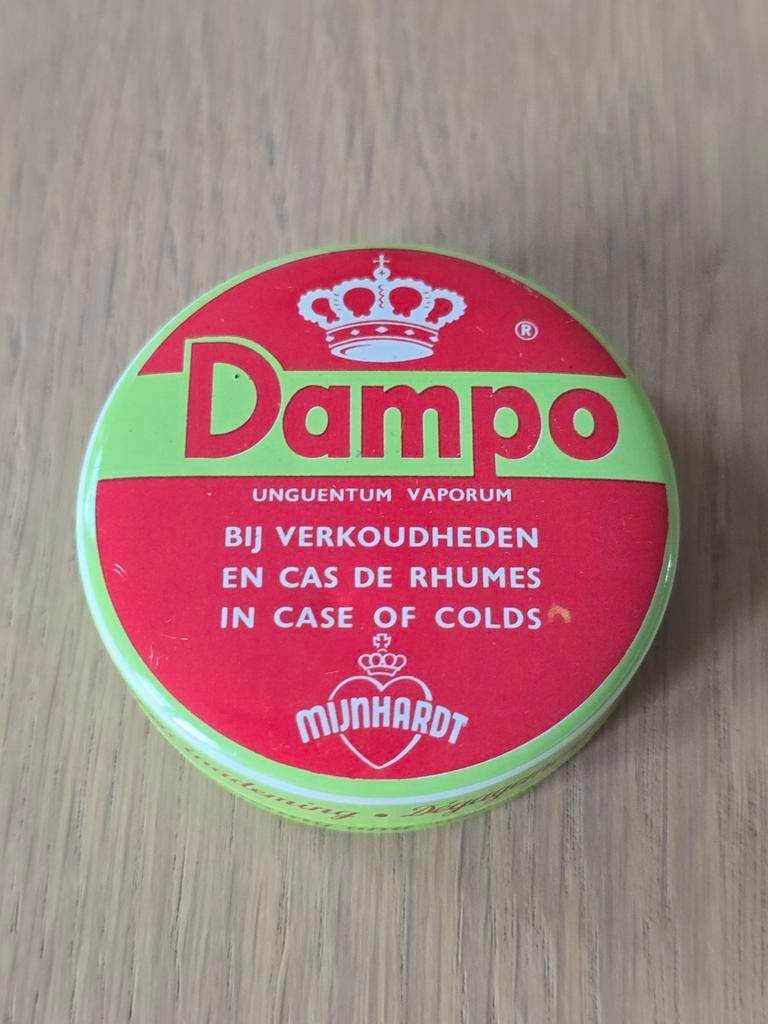 ®
Dampo
UNGUENTUM VAPORUM
BIJ VERKOUDHEDEN
EN CAS DE RHUMES
IN CASE OF COLDS
MIJNHARDT